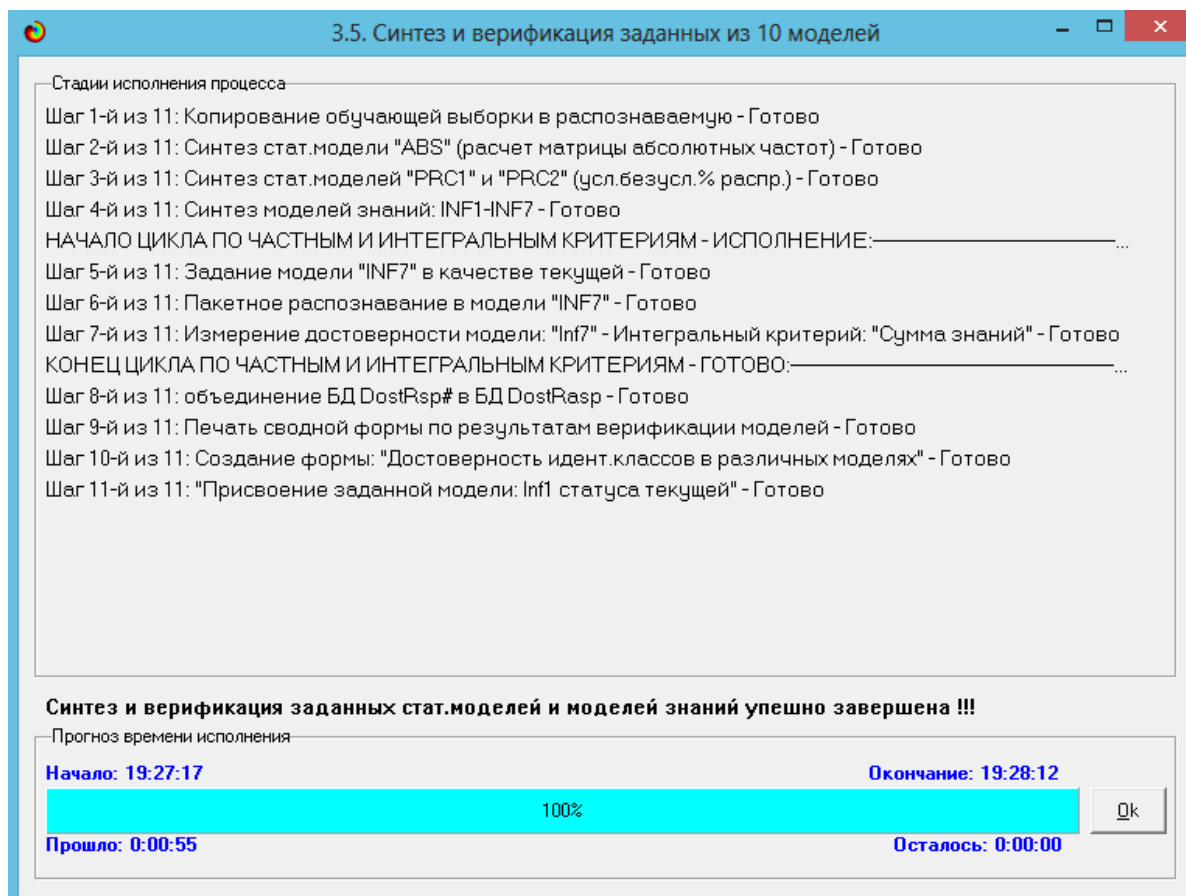 3.5. Синтез и верификация заданных из 10 моделей
Стадии исполнения процесса
Шаг 1-й из 11: Копирование обучающей выборки в распознаваемую - Готово
Шаг 2-й из 11: Синтез стат.модели "ABS" (расчет матрицы абсолютных частот) - Готово
Шаг 3-й из 11: Синтез стат.моделей "PRC1" и "PRC2" (усл.безусл.% распр.) - Готово
Шаг 4-й из 11: Синтез моделей знаний: INF1-INF7 - Готово
НАЧАЛО ЦИКЛА ПО ЧАСТНЫМ И ИНТЕГРАЛЬНЫМ КРИТЕРИЯМ - ИСПОЛНЕНИЕ:————————————...
Шаг 5-й из 11: Задание модели "INF7" в качестве текущей - Готово
Шаг 6-й из 11: Пакетное распознавание в модели "INF7" - Готово
Шаг 7-й из 11: Измерение достоверности модели: "Inf7" - Интегральный критерий: "Сумма знаний" - Готово
КОНЕЦ ЦИКЛА ПО ЧАСТНЫМ И ИНТЕГРАЛЬНЫМ КРИТЕРИЯМ - ГОТОВО:————————————————...
Шаг 8-й из 11: объединение БД DostRsp# в БД DostRasp - Готово
Шаг 9-й из 11: Печать сводной формы по результатам верификации моделей - Готово
Шаг 10-й из 11: Создание формы: "Достоверность идент.классов в различных моделях" - Готово
Шаг 11-й из 11: "Присвоение заданной модели: Inf1 статуса текущей" - Готово
Синтез и верификация заданных стат.моделей и моделей знаний упешно завершена !!!
Прогноз времени исполнения
Начало: 19:27:17 Окончание: 19:28:12
100% Ok
Прошло: 0:00:55 Осталось: 0:00:00